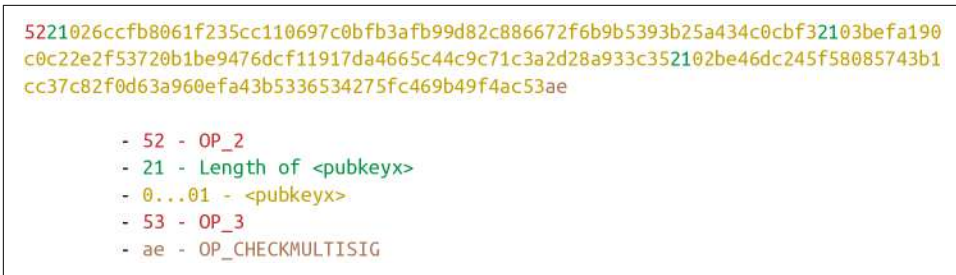 5221026ccfb8061f235cc110697c0bfb3afb99d82c886672f6b9b5393b25a434c0cbf32103befa190
c0c22e2f53720b1be9476dcf11917da4665c44c9c71c3a2d28a933c352102be46dc245f58085743b1
cc37c82f0d63a960efa43b5336534275fc469b49f4ac53ae
- 52 - OP_2
- 21 - Length of <pubkeyx>
- 0...01 - <pubkeyx>
- 53 - OP_3
- ae - OP_CHECKMULTISIG